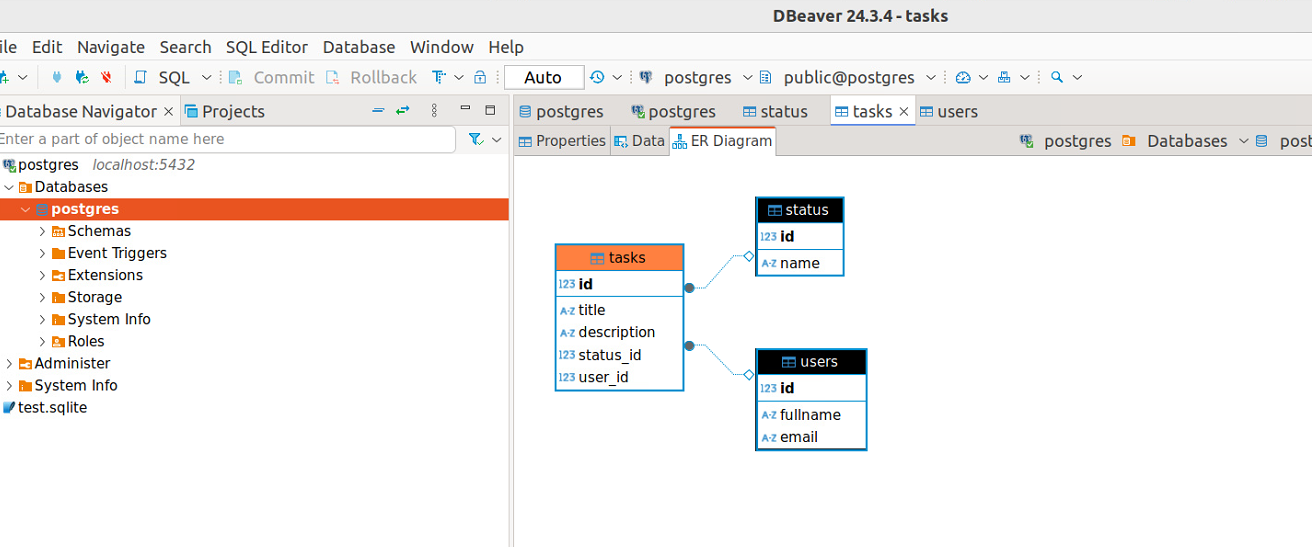 DBeaver 24.3.4 - tasks
ile Edit Navigate Search SQL Editor Database Window Help
SQL Commit Rollback T Auto postgres public@postgres
Database Navigator Projects
postgres postgres status tasks users
Enter a part of object name here
Properties Data ER Diagram postgres Databases post
postgres localhost:5432
Databases
postgres
Schemas
Event Triggers
Extensions
Storage
System Info
Roles
Administer
System Info
test.sqlite
tasks
123 id
A-Z title
A-Z description
123 status_id
123 user_id
status
123 id
A-Z name
users
123 id
A-Z fullname
A-Z email